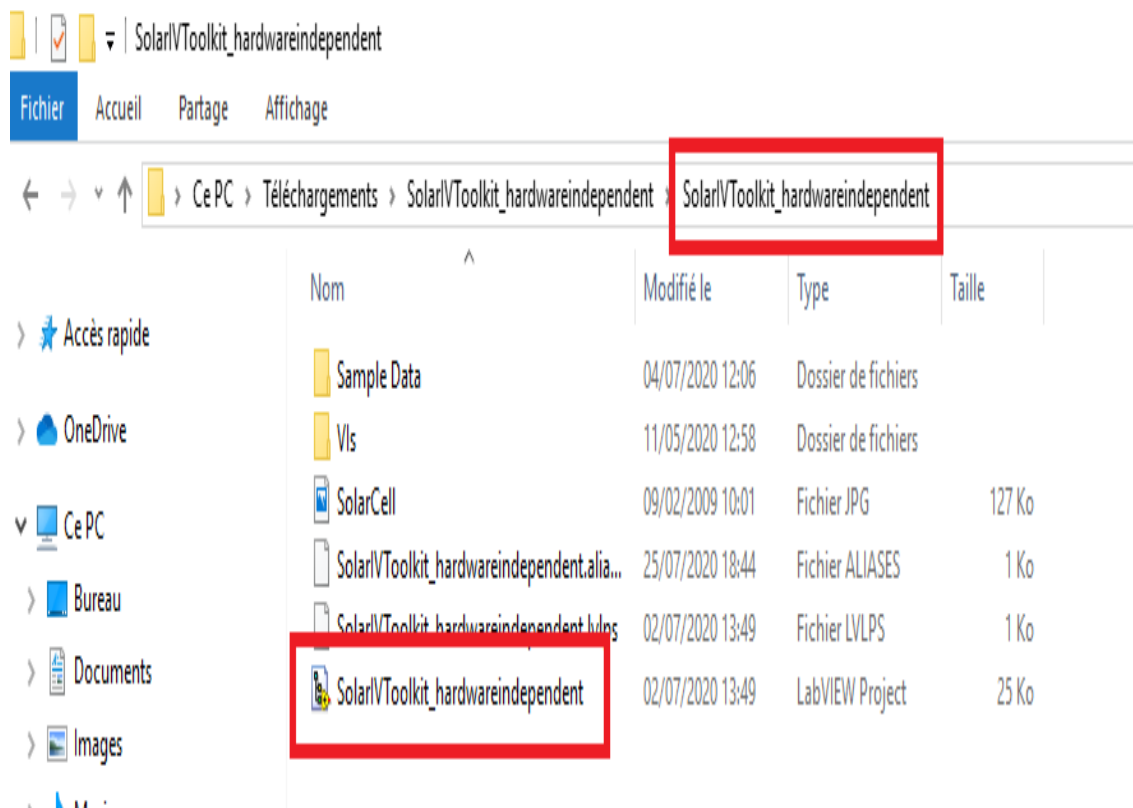 SolarIVToolkit_hardwareindependent
Fichier Accueil Partage Affichage
Ce PC Téléchargements SolarIVToolkit_hardwareindependent SolarIVToolkit_hardwareindependent
Nom Modifié le Type Taille
Accès rapide
OneDrive
Ce PC
Bureau
Documents
Images
Sample Data 04/07/2020 12:06 Dossier de fichiers
VIs 11/05/2020 12:58 Dossier de fichiers
SolarCell 09/02/2009 10:01 Fichier JPG 127 Ko
SolarIVToolkit_hardwareindependent.alia... 25/07/2020 18:44 Fichier ALIASES 1 Ko
SolarIVToolkit_hardwareindependent.lvlps 02/07/2020 13:49 Fichier LVLPS 1 Ko
SolarIVToolkit_hardwareindependent 02/07/2020 13:49 LabVIEW Project 25 Ko